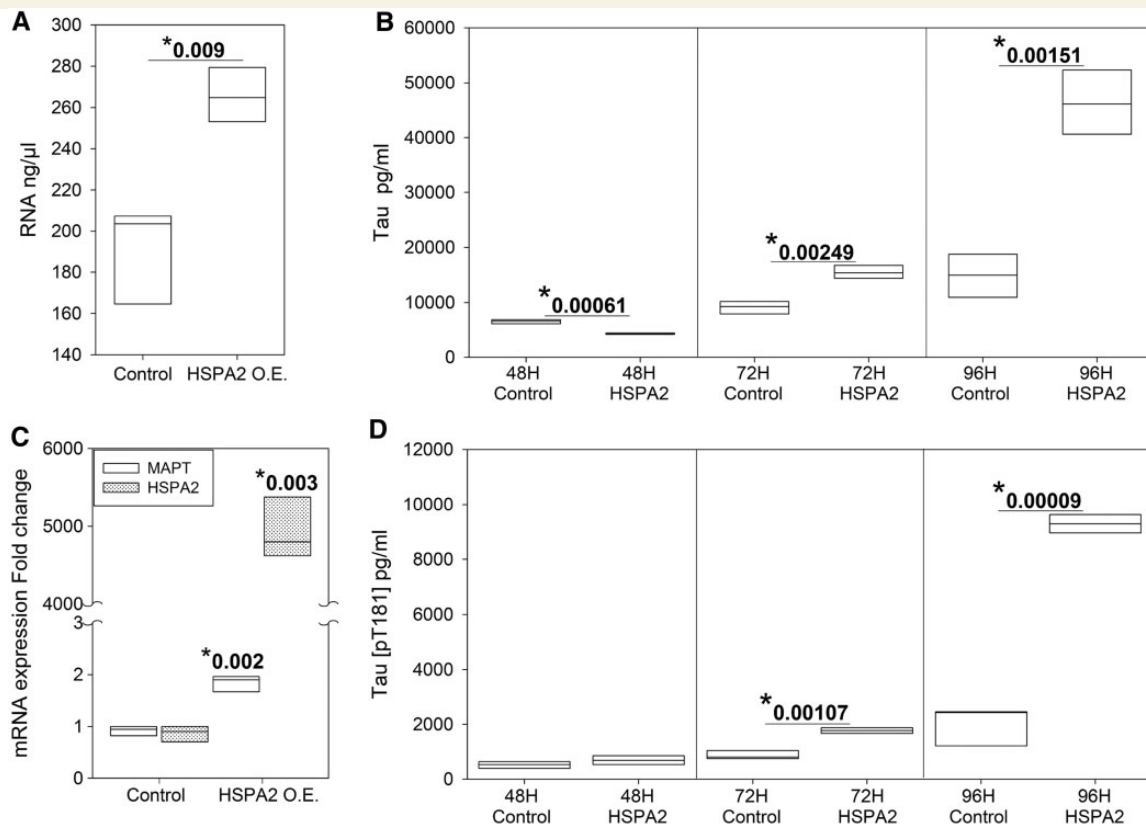 A
RNA ng/µl
300
280
260
240
220
200
180
160
140
*0.009
Control
HSPA2 O.E.
B
Tau pg/ml
60000
50000
40000
30000
20000
10000
0
*0.00061
*0.00249
*0.00151
48H
Control
48H
HSPA2
72H
Control
72H
HSPA2
96H
Control
96H
HSPA2
C
mRNA expression Fold change
6000
5000
4000
3
2
1
0
MAPT
HSPA2
*0.003
*0.002
Control
HSPA2 O.E.
D
Tau [pT181] pg/ml
12000
10000
8000
6000
4000
2000
0
*0.00107
*0.00009
48H
Control
48H
HSPA2
72H
Control
72H
HSPA2
96H
Control
96H
HSPA2